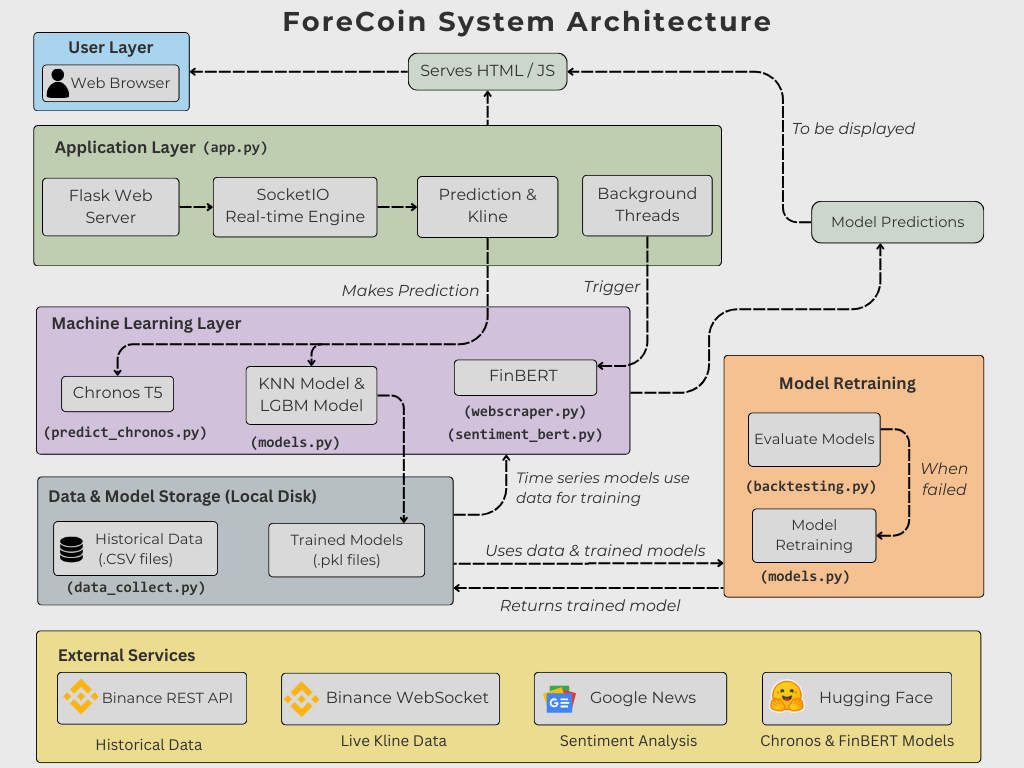 ForeCoin System Architecture
User Layer
Web Browser
Serves HTML / JS
To be displayed
Application Layer (app.py)
Flask Web
Server
SocketIO
Real-time Engine
Prediction &
Kline
Background
Threads
Model Predictions
Makes Prediction
Trigger
Machine Learning Layer
Chronos T5
(predict_chronos.py)
KNN Model &
LGBM Model
(models.py)
FinBERT
(webscraper.py)
(sentiment_bert.py)
Model Retraining
Evaluate Models
(backtesting.py)
When
failed
Model
Retraining
(models.py)
Data & Model Storage (Local Disk)
Historical Data
(.CSV files)
(data_collect.py)
Trained Models
(.pkl files)
Time series models use
data for training
Uses data & trained models
Returns trained model
External Services
Binance REST API
Historical Data
Binance WebSocket
Live Kline Data
GE
Google News
Sentiment Analysis
Hugging Face
Chronos & FinBERT Models